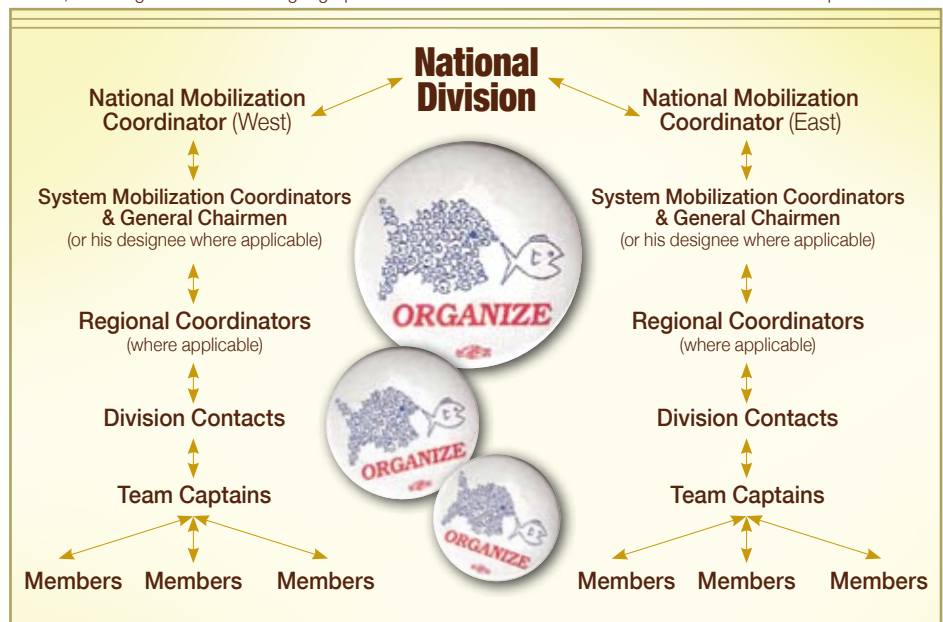 National
Division
National Mobilization
Coordinator (West)
System Mobilization Coordinators
& General Chairmen
(or his designee where applicable)
Regional Coordinators
(where applicable)
Division Contacts
Team Captains
Members Members Members
ORGANIZE
ORGANIZE
ORGANIZE
National Mobilization
Coordinator (East)
System Mobilization Coordinators
& General Chairmen
(or his designee where applicable)
Regional Coordinators
(where applicable)
Division Contacts
Team Captains
Members Members Members